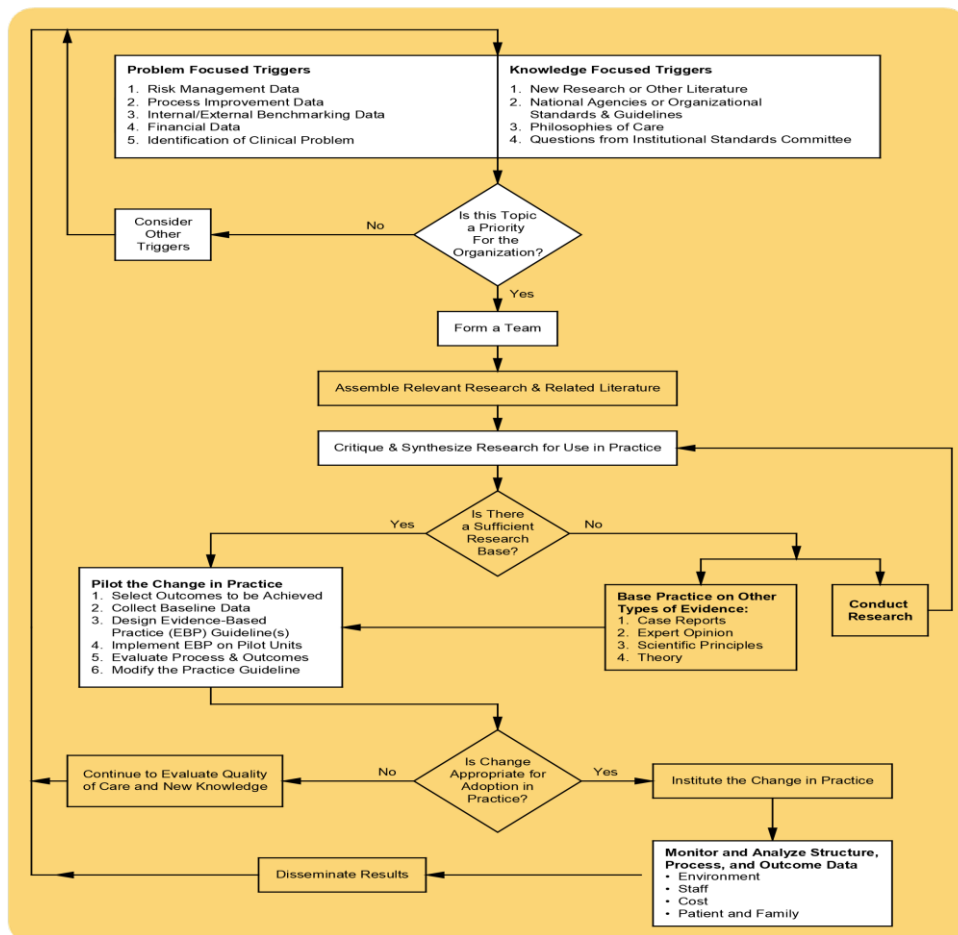 Problem Focused Triggers
1. Risk Management Data
2. Process Improvement Data
3. Internal/External Benchmarking Data
4. Financial Data
5. Identification of Clinical Problem
Knowledge Focused Triggers
1. New Research or Other Literature
2. National Agencies or Organizational
Standards & Guidelines
3. Philosophies of Care
4. Questions from Institutional Standards Committee
Consider
Other
Triggers
No
Is this Topic
a Priority
For the
Organization?
Yes
Form a Team
Assemble Relevant Research & Related Literature
Critique & Synthesize Research for Use in Practice
Yes
Is There
a Sufficient
Research
Base?
No
Pilot the Change in Practice
1. Select Outcomes to be Achieved
2. Collect Baseline Data
3. Design Evidence-Based
Practice (EBP) Guideline(s)
4. Implement EBP on Pilot Units
5. Evaluate Process & Outcomes
6. Modify the Practice Guideline
Base Practice on Other
Types of Evidence:
1. Case Reports
2. Expert Opinion
3. Scientific Principles
4. Theory
Conduct
Research
Continue to Evaluate Quality
of Care and New Knowledge
No
Is Change
Appropriate for
Adoption in
Practice?
Yes
Institute the Change in Practice
Monitor and Analyze Structure,
Process, and Outcome Data
• Environment
• Staff
• Cost
• Patient and Family
Disseminate Results